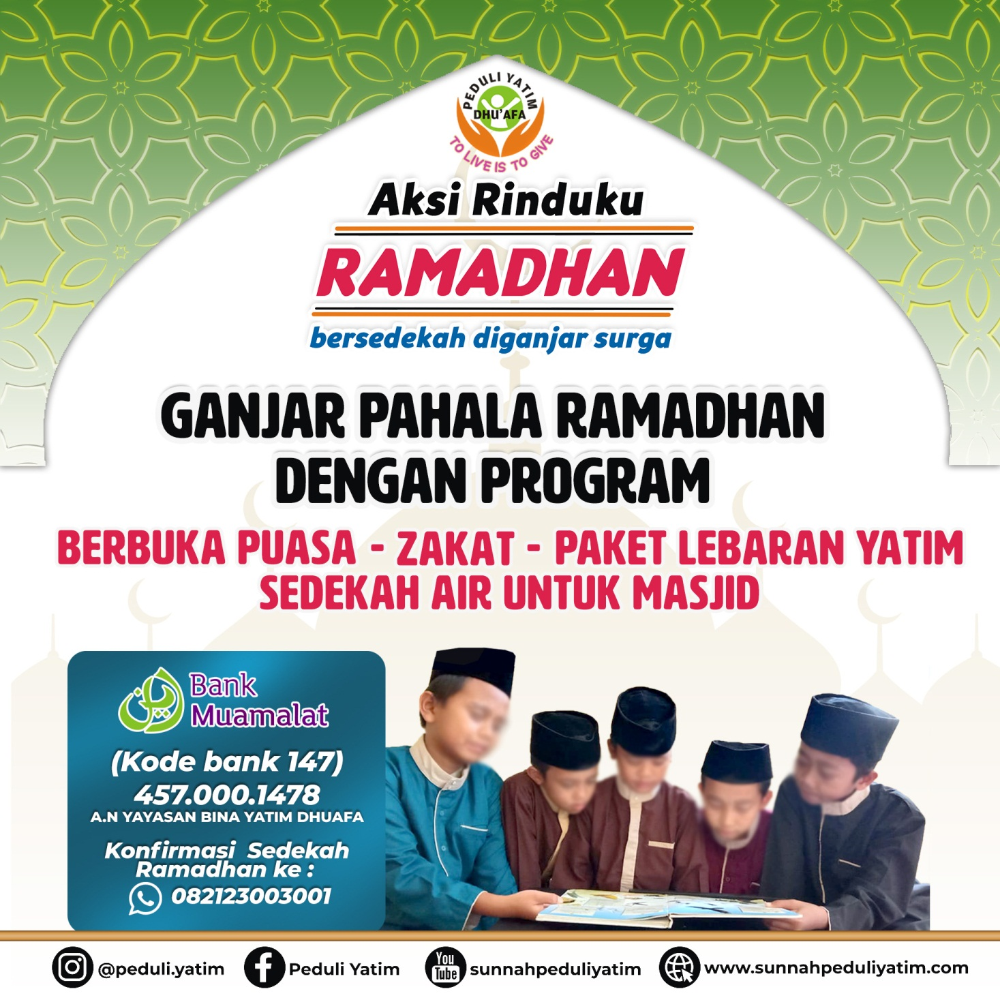 PEDULI YATIM
DHU'AFA
TO LIVE IS TO GIVE
Aksi Rinduku
RAMADHAN
bersedekah diganjar surga
GANJAR PAHALA RAMADHAN
DENGAN PROGRAM
BERBUKA PUASA - ZAKAT - PAKET LEBARAN YATIM
SEDEKAH AIR UNTUK MASJID
Bank
Muamalat
(Kode bank 147)
457.000.1478
A.N YAYASAN BINA YATIM DHUAFA
Konfirmasi Sedekah
Ramadhan ke :
082123003001
@peduli.yatim
Peduli Yatim
You
Tube
sunnahpeduliyatim
www.sunnahpeduliyatim.com